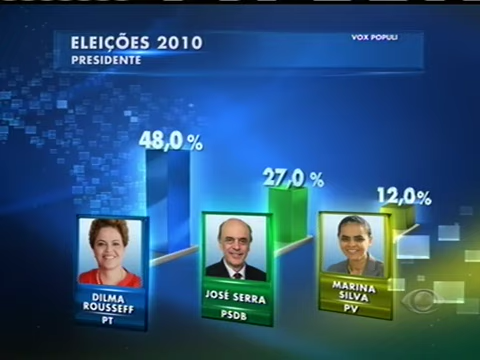 ELEIÇÕES 2010
VOX POPULI
PRESIDENTE
48,0 %
27,0 %
12,0%
DILMA
ROUSSEFF
PT
JOSÉ SERRA
PSDB
MARINA
SILVA
PV